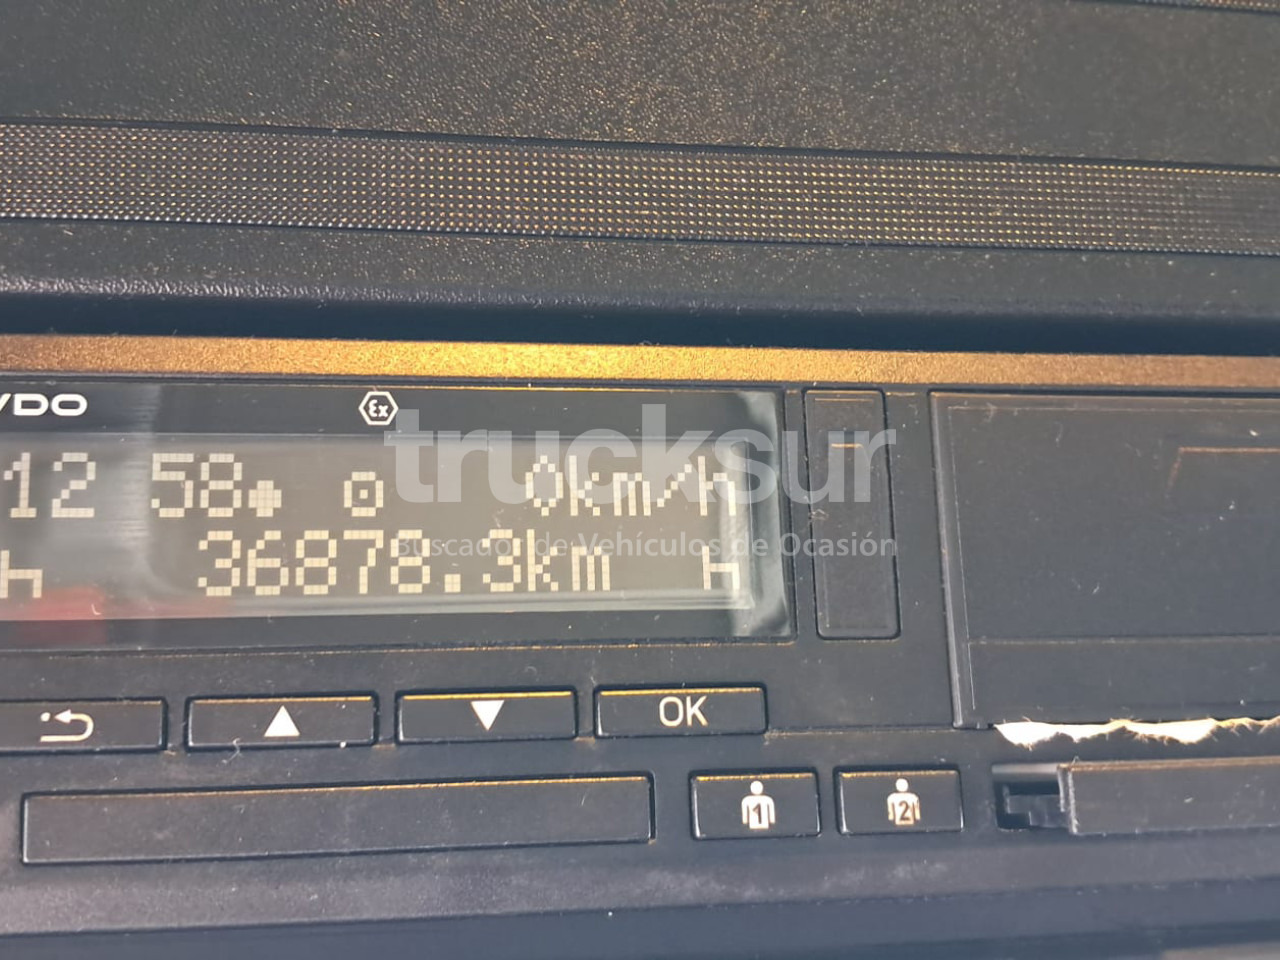 VDO
Ex
trucksur
12 58 0km/h
Buscador de Vehículos de Ocasión
h 36878.3km h
OK
1 2